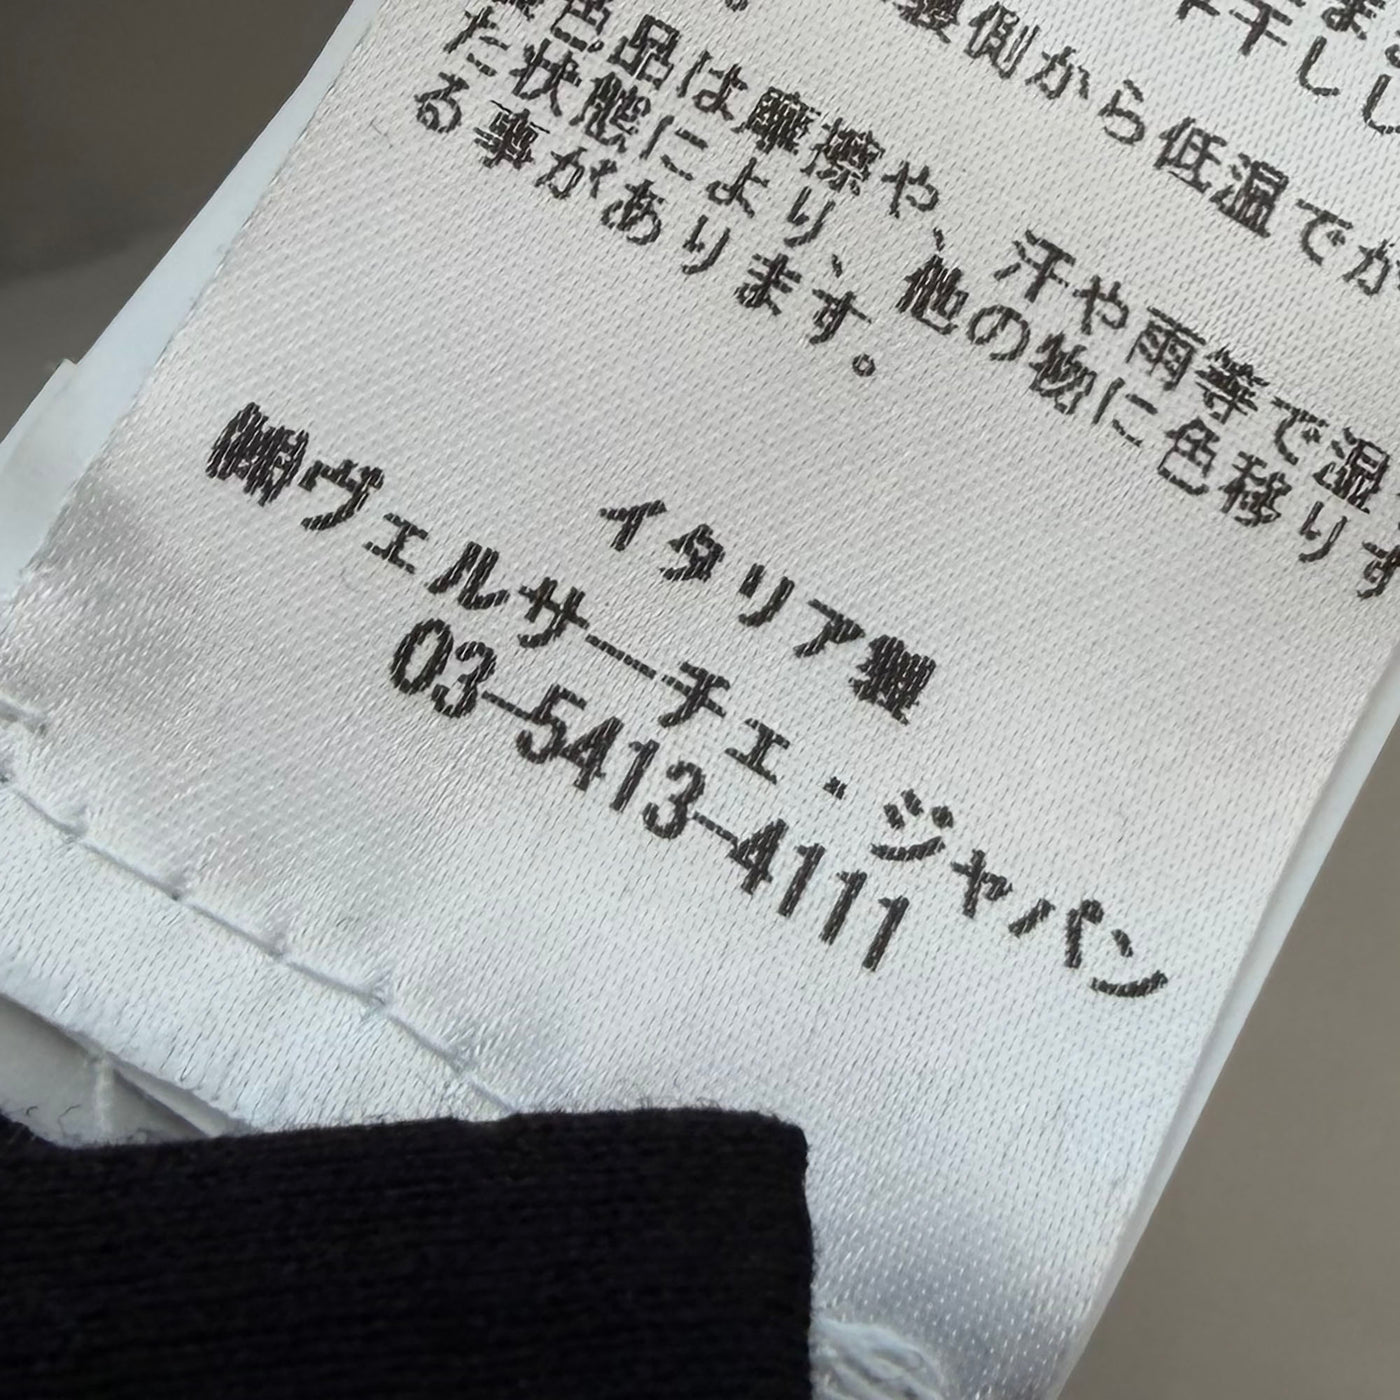 ま
干し
裏側から低温で
色品は摩擦や、汗や雨等で湿
た状態により、他の物に色移りす
る事があります。
イタリア製
㈱ヴェルサーチェ・ジャパン
03-5413-4111